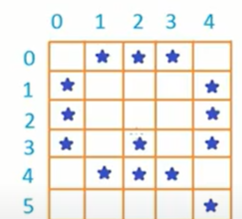 0 1 2 3 4
0 ★ ★ ★
1 ★ ★
2 ★ ★
3 ★ ★ ★
4 ★ ★ ★
5 ★